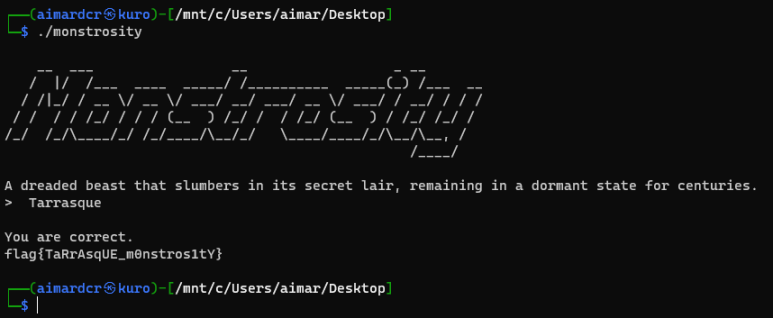 ┌──(aimardcr㉿kuro)-[/mnt/c/Users/aimar/Desktop]
└─$ ./monstrosity
Monstrosity
A dreaded beast that slumbers in its secret lair, remaining in a dormant state for centuries.
>  Tarrasque
You are correct.
flag{TaRrAsqUE_m0nstros1tY}
┌──(aimardcr㉿kuro)-[/mnt/c/Users/aimar/Desktop]
└─$